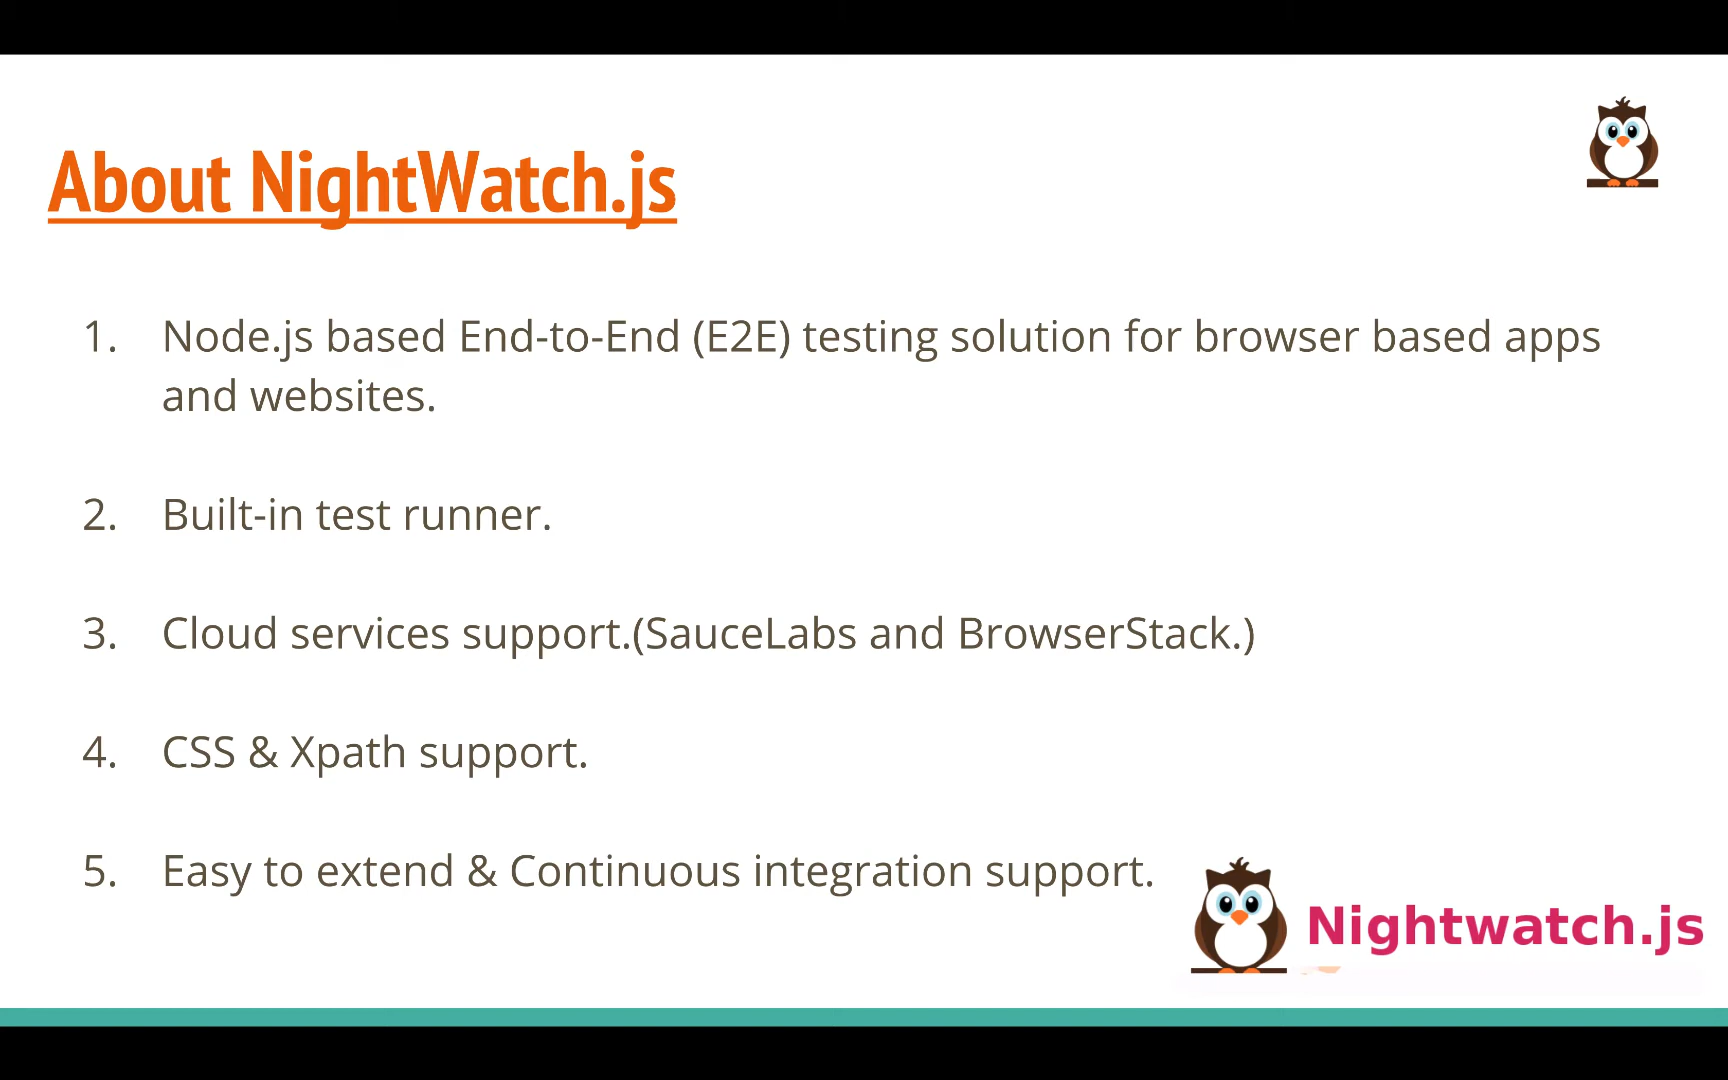 About NightWatch.js
1. Node.js based End-to-End (E2E) testing solution for browser based apps
and websites.
2. Built-in test runner.
3. Cloud services support.(SauceLabs and BrowserStack.)
4. CSS & Xpath support.
5. Easy to extend & Continuous integration support.
Nightwatch.js